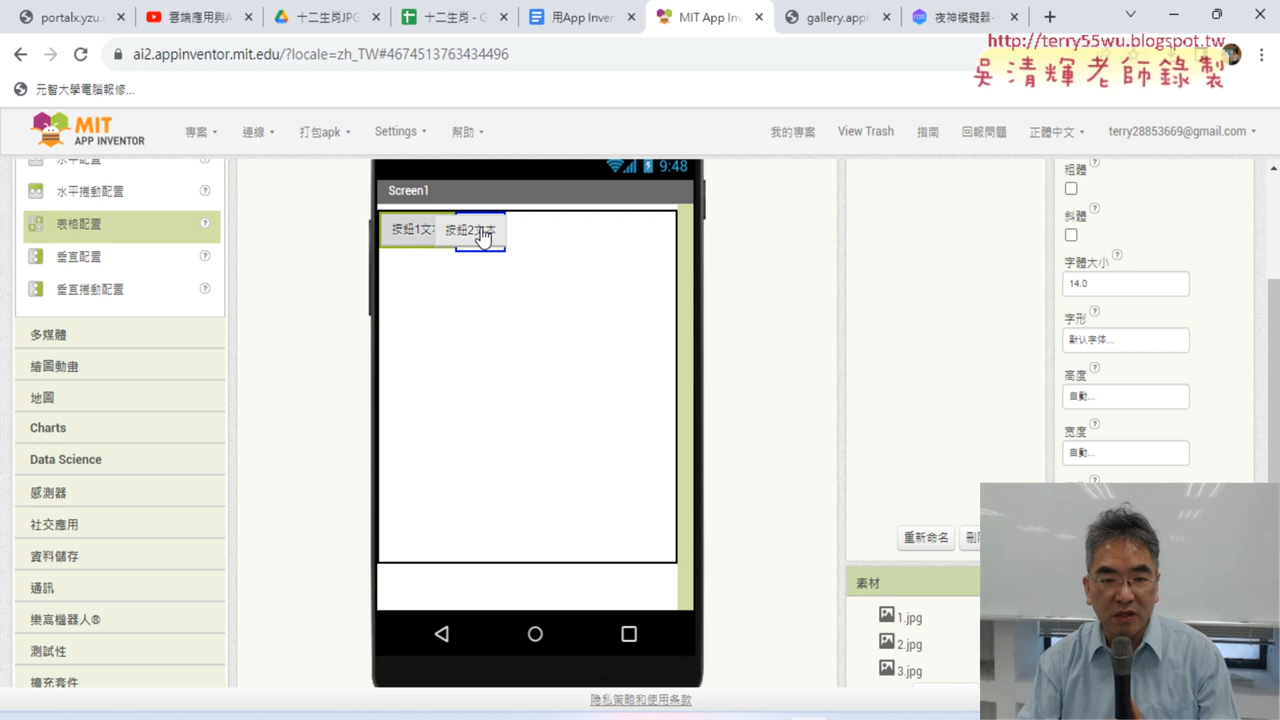 portalx.yzu.
雲端應用與A
十二生肖JPG
十二生肖 - G
用App Inver
MIT App Inv
gallery.appi
夜神模擬器-
ai2.appinventor.mit.edu/?locale=zh_TW#4674513763434496
http://terry55wu.blogspot.tw
吳清輝老師錄製
元智大學電腦報修...
MIT
APP INVENTOR
專案
連線
打包apk
Settings
幫助
我的專案
View Trash
指南
回報問題
正體中文
terry28853669@gmail.com
水平配置
水平捲動配置
表格配置
垂直配置
垂直捲動配置
多媒體
繪圖動畫
地圖
Charts
Data Science
感測器
社交應用
資料儲存
通訊
樂高機器人®
測試性
擴充套件
9:48
Screen1
按鈕1文
按鈕2文本
粗體
斜體
字體大小
14.0
字形
默认字体...
高度
自動...
宽度
自動...
重新命名
刪
素材
1.jpg
2.jpg
3.jpg
隐私策略和使用条款